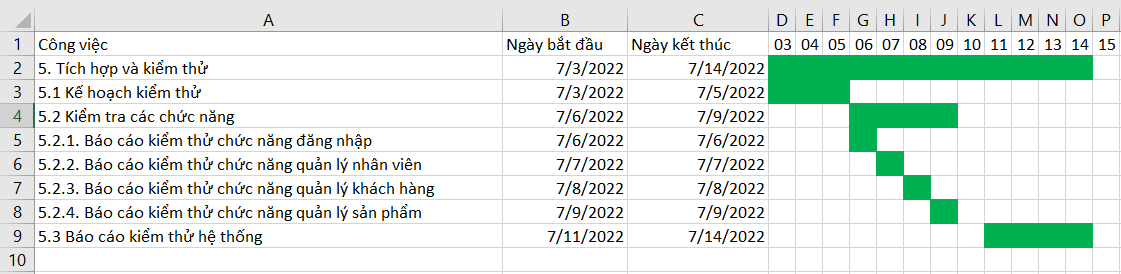 A B C D E F G H I J K L M N O P
1 Công việc Ngày bắt đầu Ngày kết thúc 03 04 05 06 07 08 09 10 11 12 13 14 15
2 5. Tích hợp và kiểm thử 7/3/2022 7/14/2022
3 5.1 Kế hoạch kiểm thử 7/3/2022 7/5/2022
4 5.2 Kiểm tra các chức năng 7/6/2022 7/9/2022
5 5.2.1. Báo cáo kiểm thử chức năng đăng nhập 7/6/2022 7/6/2022
6 5.2.2. Báo cáo kiểm thử chức năng quản lý nhân viên 7/7/2022 7/7/2022
7 5.2.3. Báo cáo kiểm thử chức năng quản lý khách hàng 7/8/2022 7/8/2022
8 5.2.4. Báo cáo kiểm thử chức năng quản lý sản phẩm 7/9/2022 7/9/2022
9 5.3 Báo cáo kiểm thử hệ thống 7/11/2022 7/14/2022
10